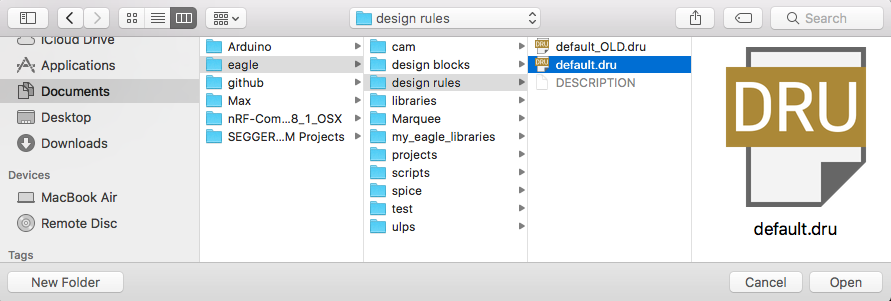 design rules
Search
iCloud Drive
Applications
Documents
Desktop
Downloads
Devices
MacBook Air
Remote Disc
Tags
Arduino
eagle
github
Max
nRF-Com...8_1_OSX
SEGGER...M Projects
cam
design blocks
design rules
libraries
Marquee
my_eagle_libraries
projects
scripts
spice
test
ulps
DRU
default_OLD.dru
DRU
default.dru
DESCRIPTION
DRU
default.dru
New Folder
Cancel
Open